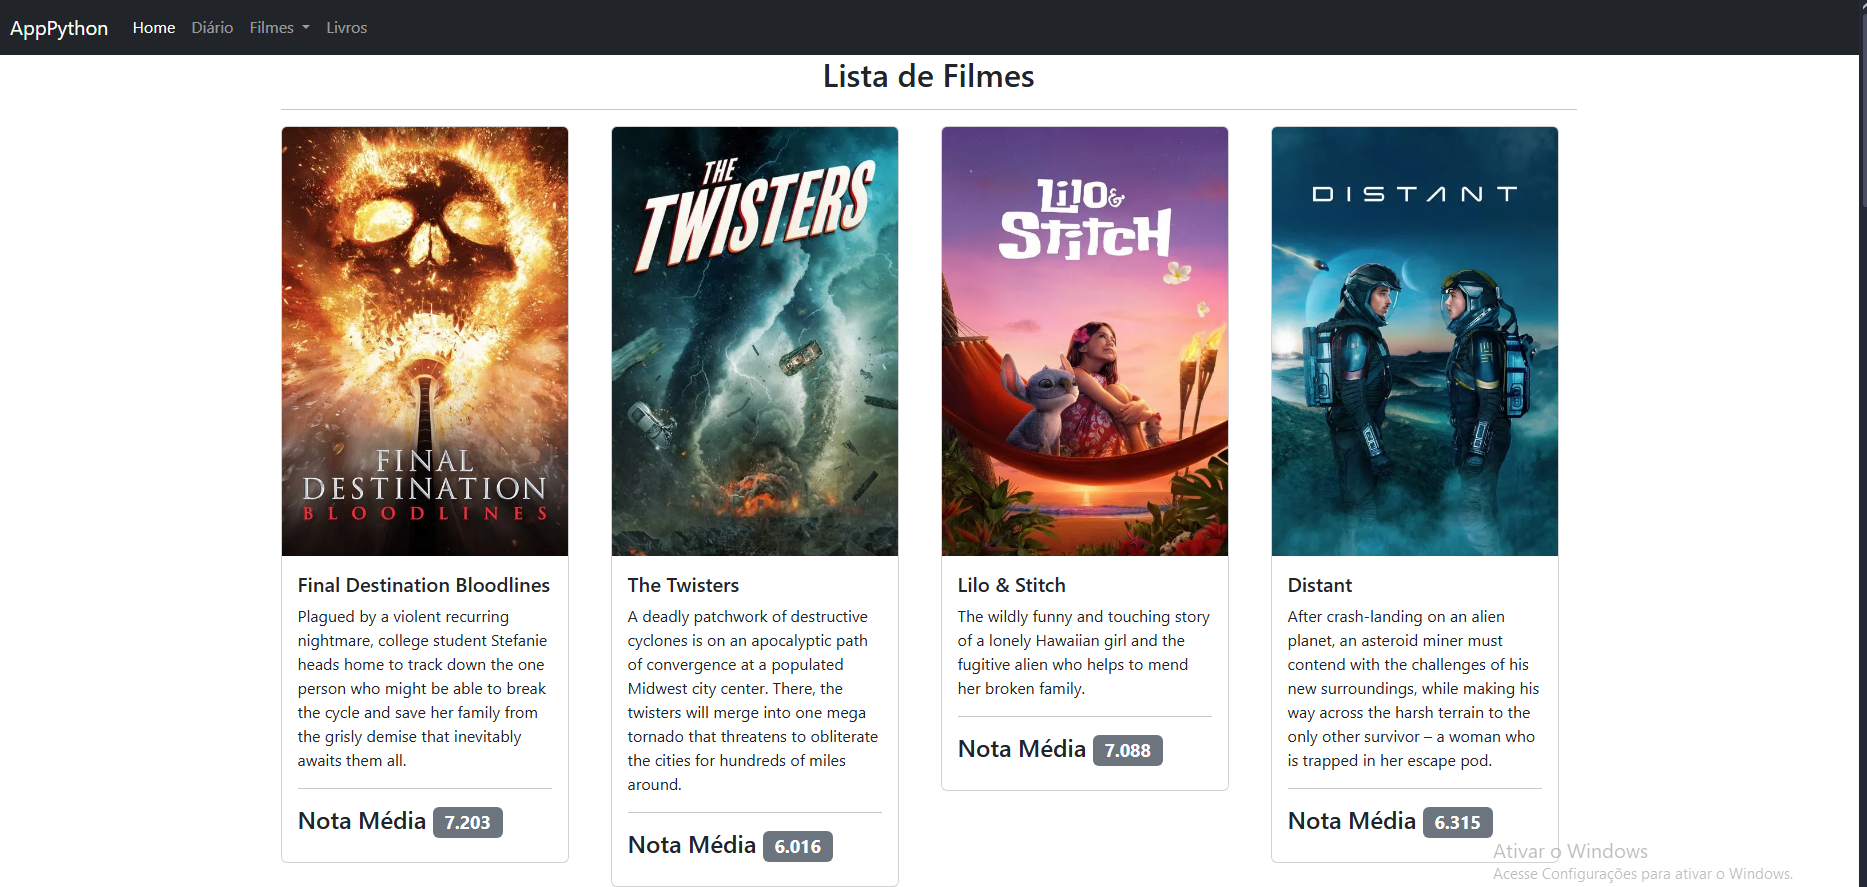 AppPython Home Diário Filmes Livros
Lista de Filmes
FINAL
DESTINATION
BLOODLINES
Final Destination Bloodlines
Plagued by a violent recurring
nightmare, college student Stefanie
heads home to track down the one
person who might be able to break
the cycle and save her family from
the grisly demise that inevitably
awaits them all.
Nota Média 7.203
THE
TWISTERS
The Twisters
A deadly patchwork of destructive
cyclones is on an apocalyptic path
of convergence at a populated
Midwest city center. There, the
twisters will merge into one mega
tornado that threatens to obliterate
the cities for hundreds of miles
around.
Nota Média 6.016
LiLO &
STiTCH
Lilo & Stitch
The wildly funny and touching story
of a lonely Hawaiian girl and the
fugitive alien who helps to mend
her broken family.
Nota Média 7.088
DISTANT
Distant
After crash-landing on an alien
planet, an asteroid miner must
contend with the challenges of his
new surroundings, while making his
way across the harsh terrain to the
only other survivor – a woman who
is trapped in her escape pod.
Nota Média 6.315
Ativar o Windows
Acesse Configurações para ativar o Windows.